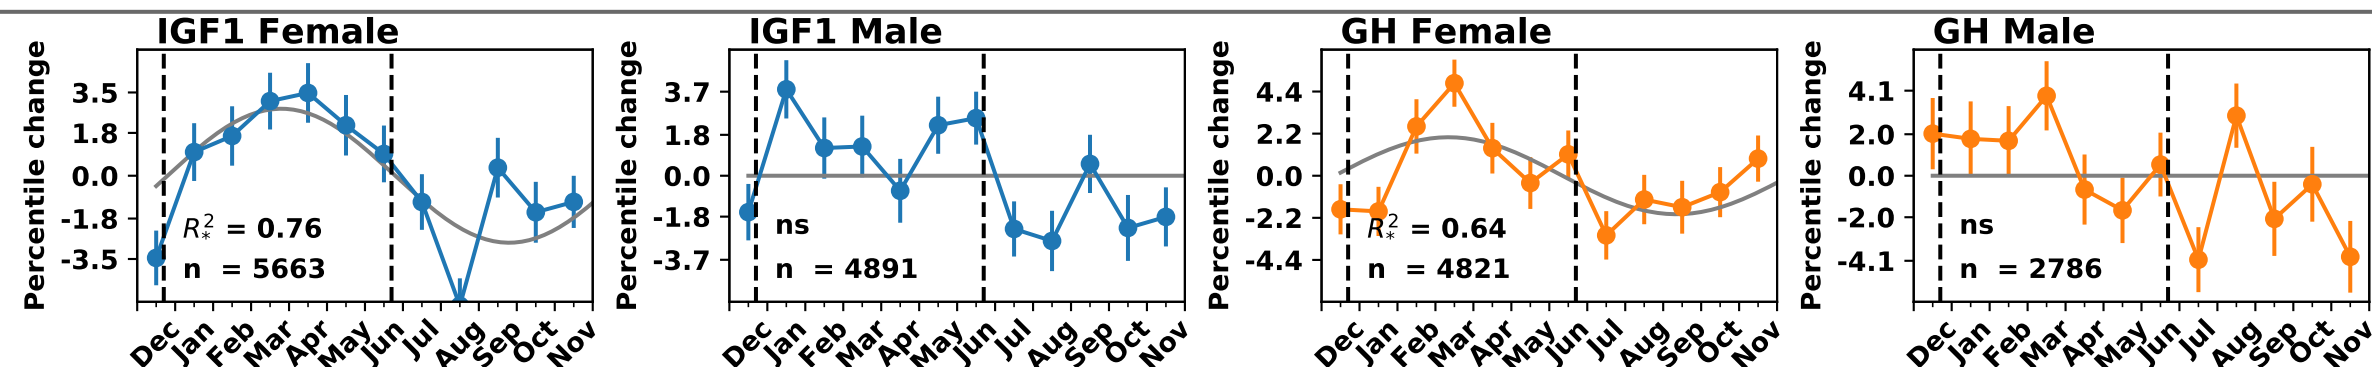 IGF1 Female
Percentile change
3.5
1.8
0.0
-1.8
-3.5
R²* = 0.76
n = 5663
Dec Jan Feb Mar Apr May Jun Jul Aug Sep Oct Nov
IGF1 Male
Percentile change
3.7
1.8
0.0
-1.8
-3.7
ns
n = 4891
Dec Jan Feb Mar Apr May Jun Jul Aug Sep Oct Nov
GH Female
Percentile change
4.4
2.2
0.0
-2.2
-4.4
R²* = 0.64
n = 4821
Dec Jan Feb Mar Apr May Jun Jul Aug Sep Oct Nov
GH Male
Percentile change
4.1
2.0
0.0
-2.0
-4.1
ns
n = 2786
Dec Jan Feb Mar Apr May Jun Jul Aug Sep Oct Nov